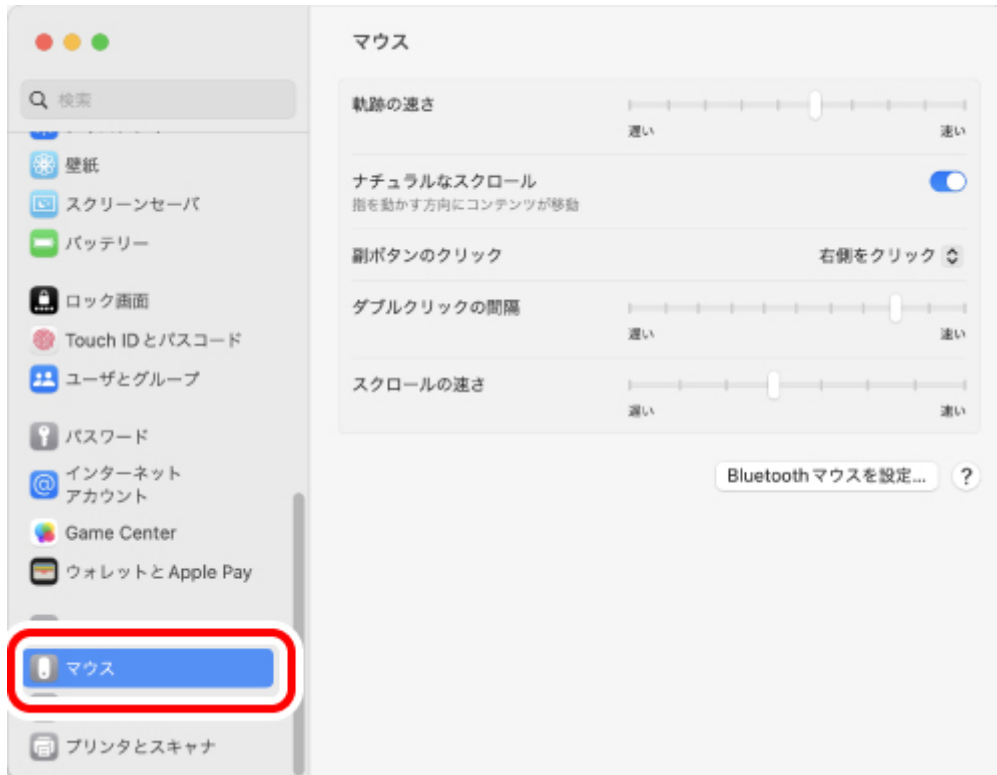 マウス
検索
壁紙
スクリーンセーバ
バッテリー
ロック画面
Touch IDとパスコード
ユーザとグループ
パスワード
インターネット
アカウント
Game Center
ウォレットとApple Pay
マウス
プリンタとスキャナ
軌跡の速さ
遅い 速い
ナチュラルなスクロール
指を動かす方向にコンテンツが移動
副ボタンのクリック 右側をクリック
ダブルクリックの間隔
遅い 速い
スクロールの速さ
遅い 速い
Bluetoothマウスを設定... ?